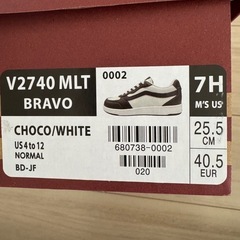 V2740 MLT
BRAVO
0002
7H
M'S US
CHOCO/WHITE
25.5
CM
US 4 to 12
NORMAL
BD-JF
680738-0002
020
40.5
EUR